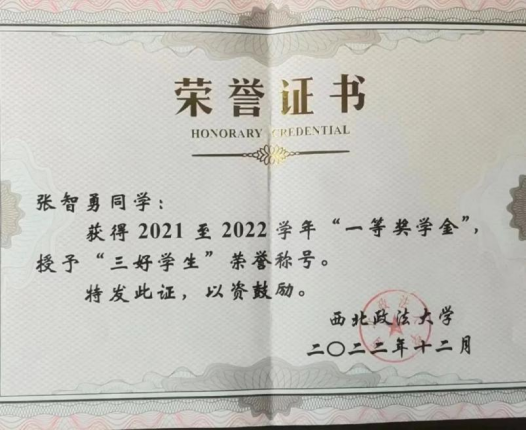 荣誉证书
HONORARY CREDENTIAL
张智勇同学：
获得2021至2022学年“一等奖学金”，
授予“三好学生”荣誉称号。
特发此证，以资鼓励。
西北政法大学
二〇二二年十二月